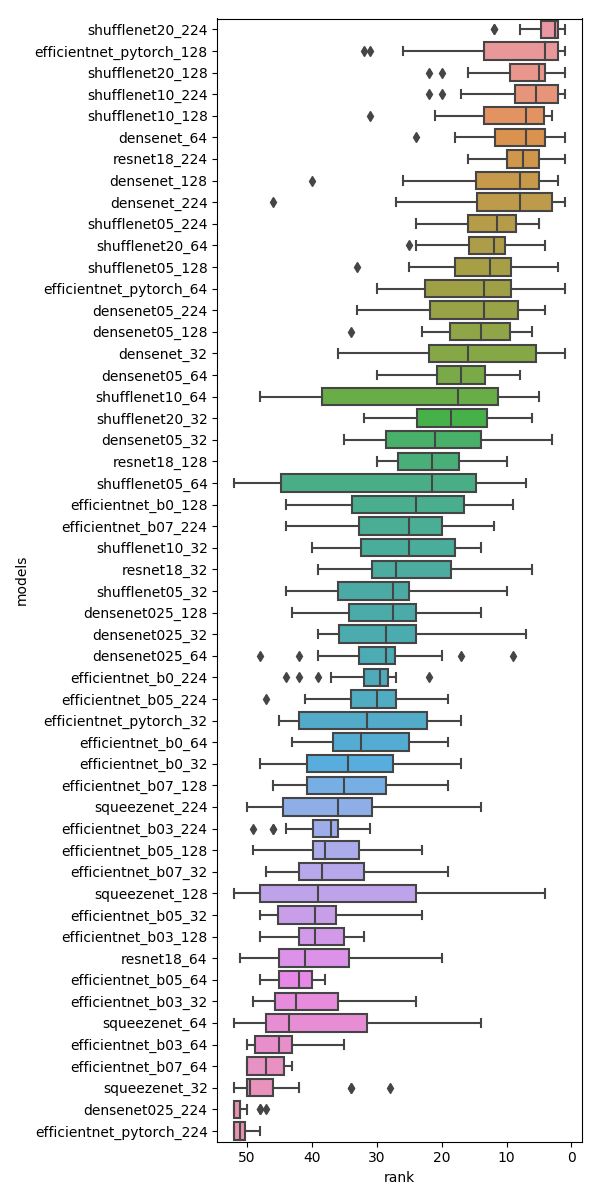 shufflenet20_224
efficientnet_pytorch_128
shufflenet20_128
shufflenet10_224
shufflenet10_128
densenet_64
resnet18_224
densenet_128
densenet_224
shufflenet05_224
shufflenet20_64
shufflenet05_128
efficientnet_pytorch_64
densenet05_224
densenet05_128
densenet_32
densenet05_64
shufflenet10_64
shufflenet20_32
densenet05_32
resnet18_128
shufflenet05_64
efficientnet_b0_128
efficientnet_b07_224
shufflenet10_32
resnet18_32
shufflenet05_32
densenet025_128
densenet025_32
densenet025_64
efficientnet_b0_224
efficientnet_b05_224
efficientnet_pytorch_32
efficientnet_b0_64
efficientnet_b0_32
efficientnet_b07_128
squeezenet_224
efficientnet_b03_224
efficientnet_b05_128
efficientnet_b07_32
squeezenet_128
efficientnet_b05_32
efficientnet_b03_128
resnet18_64
efficientnet_b05_64
efficientnet_b03_32
squeezenet_64
efficientnet_b03_64
efficientnet_b07_64
squeezenet_32
densenet025_224
efficientnet_pytorch_224
models
50 40 30 20 10 0
rank